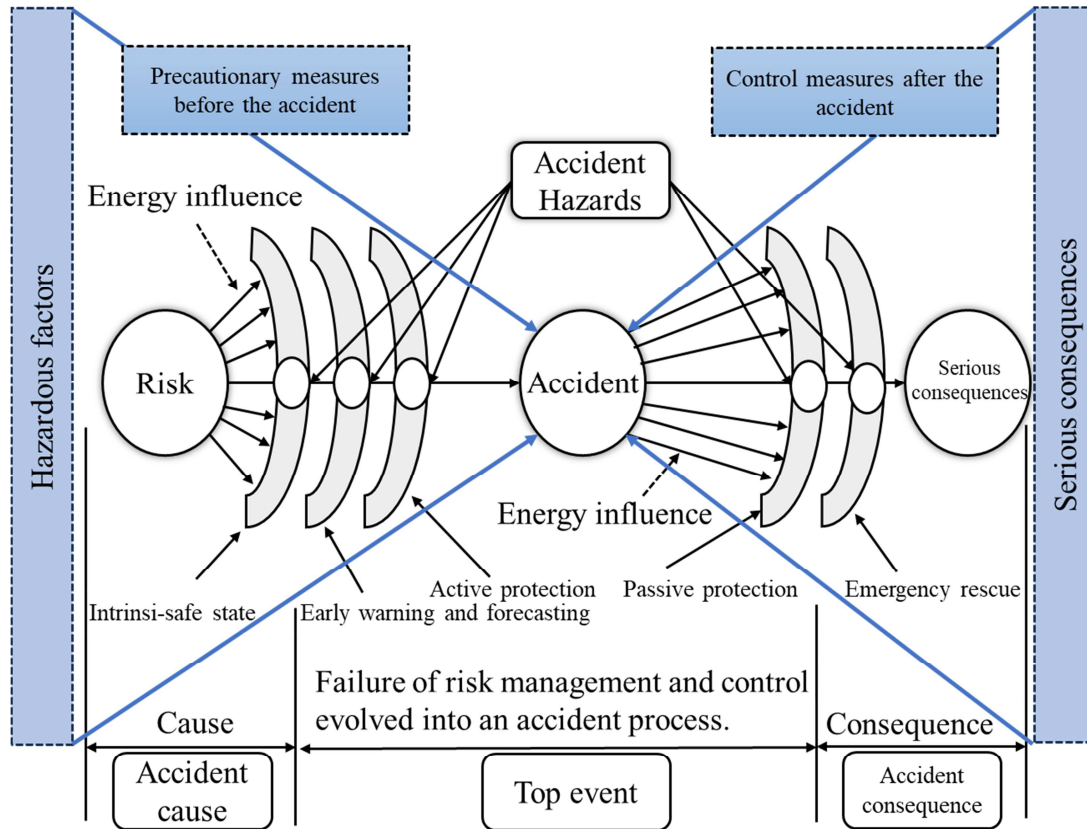 Hazardous factors
Precautionary measures
before the accident
Control measures after the
accident
Serious consequences
Accident
Hazards
Energy influence
Risk
Accident
Serious
consequences
Energy influence
Intrinsi-safe state
Early warning and forecasting
Active protection
Passive protection
Emergency rescue
Failure of risk management and control
evolved into an accident process.
Cause
Consequence
Accident
cause
Top event
Accident
consequence